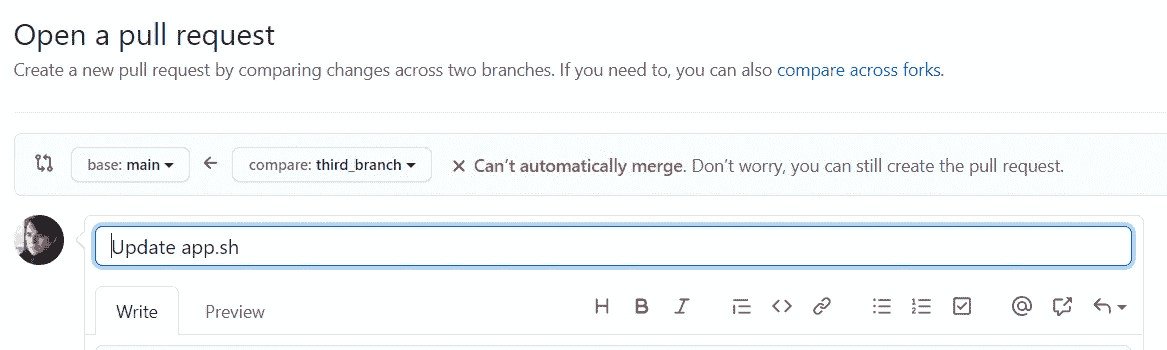 Open a pull request
Create a new pull request by comparing changes across two branches. If you need to, you can also compare across forks.
base: main compare: third_branch Can’t automatically merge. Don’t worry, you can still create the pull request.
Update app.sh
Write Preview